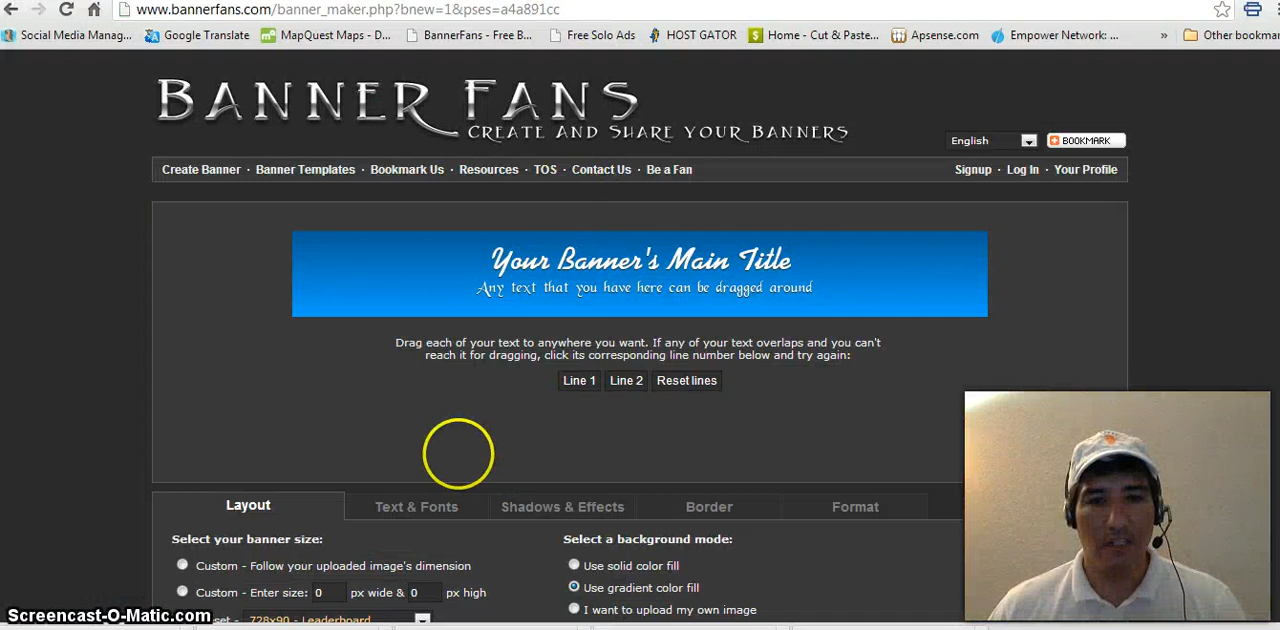 www.bannerfans.com/banner_maker.php?bnew=1&pses=a4a891cc
Social Media Manag... Google Translate MapQuest Maps - D... BannerFans - Free B... Free Solo Ads HOST GATOR Home - Cut & Paste... Apsense.com Empower Network: ... » Other bookmar
BANNER FANS
CREATE AND SHARE YOUR BANNERS
English BOOKMARK
Create Banner · Banner Templates · Bookmark Us · Resources · TOS · Contact Us · Be a Fan Signup · Log In · Your Profile
Your Banner's Main Title
Any text that you have here can be dragged around
Drag each of your text to anywhere you want. If any of your text overlaps and you can't
reach it for dragging, click its corresponding line number below and try again:
Line 1 Line 2 Reset lines
Layout Text & Fonts Shadows & Effects Border Format
Select your banner size: Select a background mode:
Custom - Follow your uploaded image's dimension Use solid color fill
Custom - Enter size: 0 px wide & 0 px high Use gradient color fill
I want to upload my own image
set - 728x90 - Leaderboard
Screencast-O-Matic.com